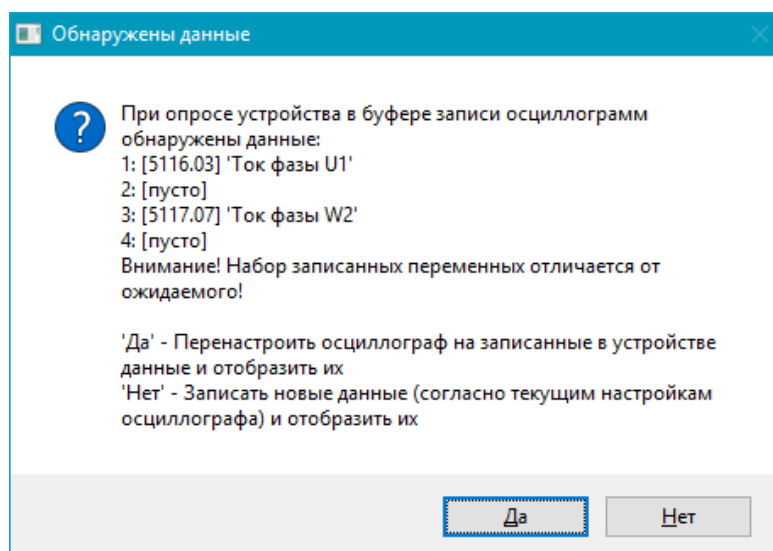 Обнаружены данные
При опросе устройства в буфере записи осциллограмм
обнаружены данные:
1: [5116.03] 'Ток фазы U1'
2: [пусто]
3: [5117.07] 'Ток фазы W2'
4: [пусто]
Внимание! Набор записанных переменных отличается от
ожидаемого!
'Да' - Перенастроить осциллограф на записанные в устройстве
данные и отобразить их
'Нет' - Записать новые данные (согласно текущим настройкам
осциллографа) и отобразить их
Да
Нет